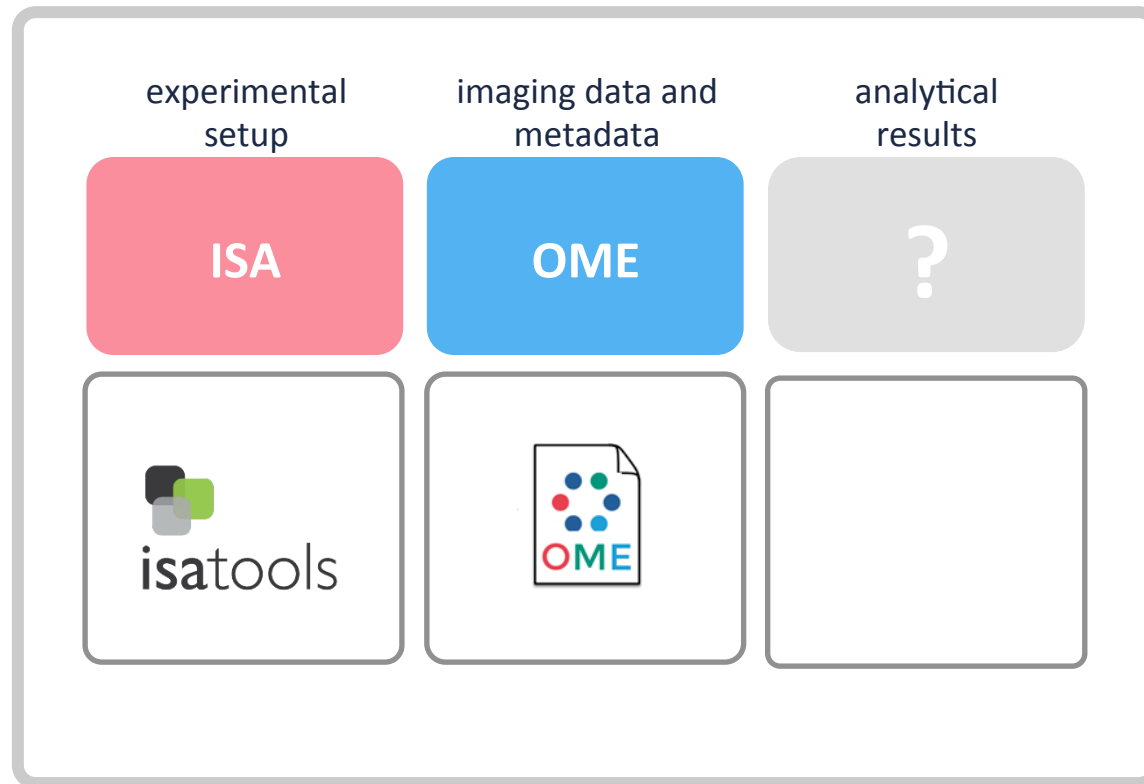 experimental
setup
imaging data and
metadata
analytical
results
ISA
OME
?
isatools
OME